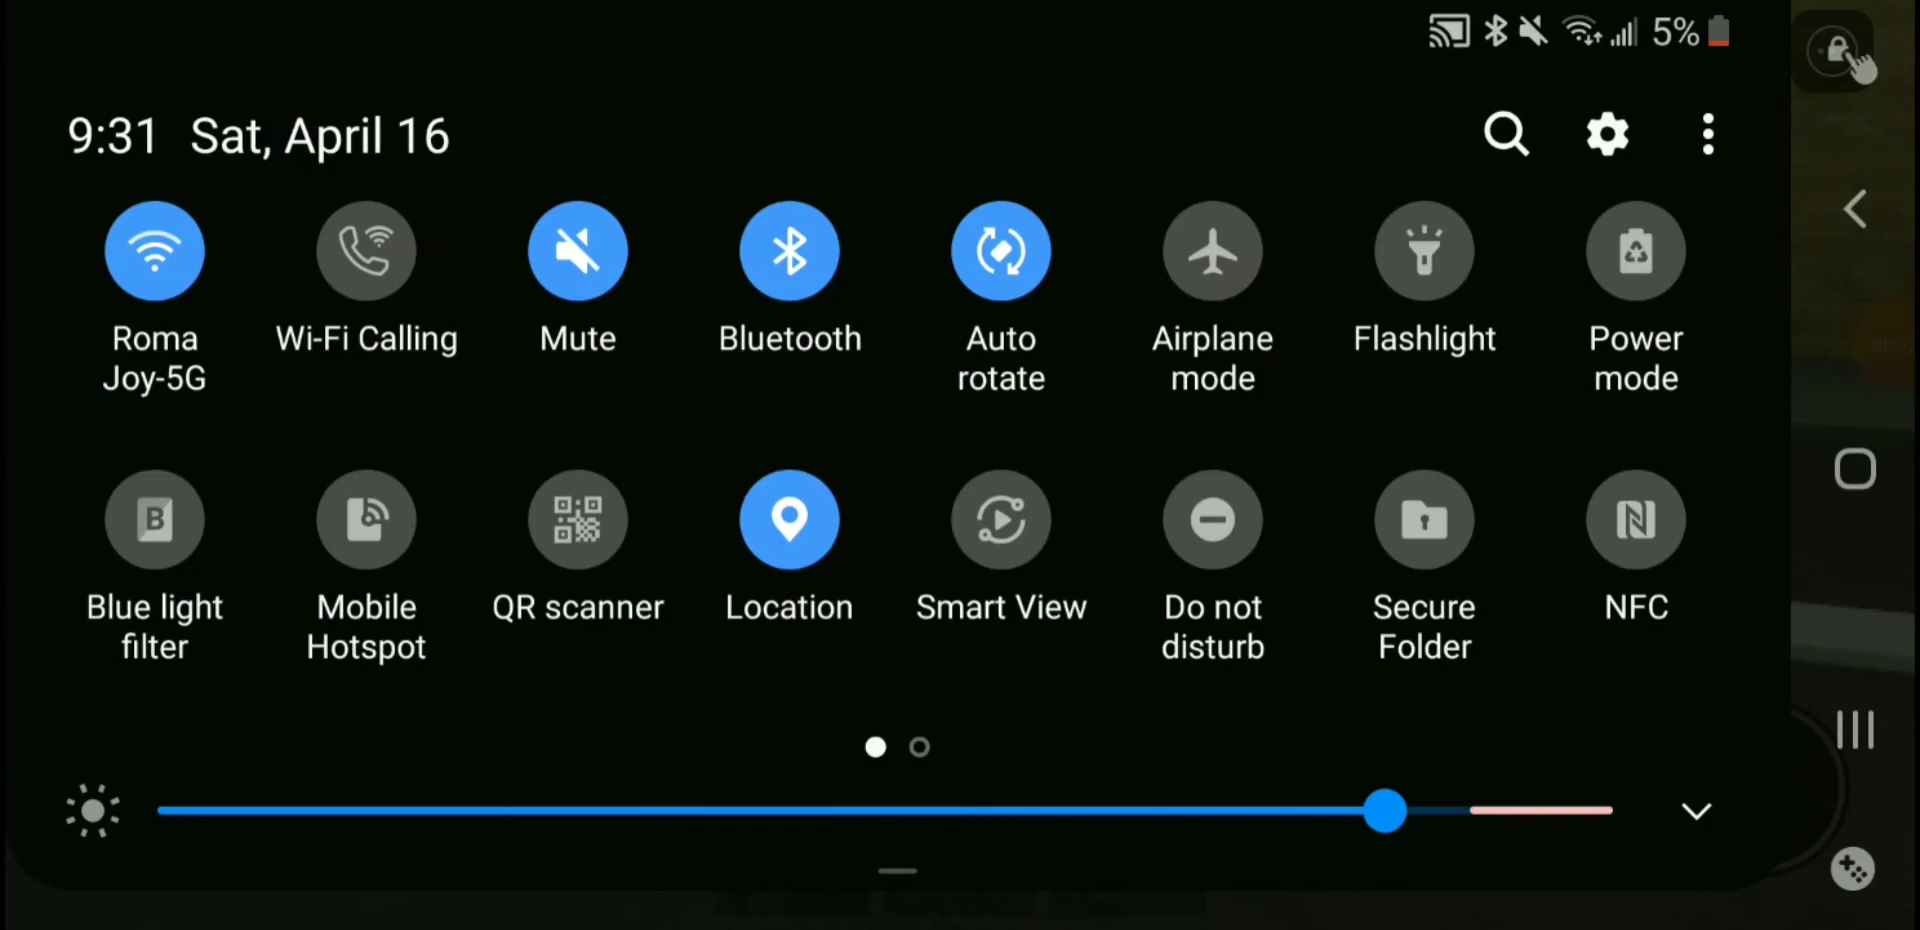 5%
9:31 Sat, April 16
Roma
Joy-5G
Wi-Fi Calling
Mute
Bluetooth
Auto
rotate
Airplane
mode
Flashlight
Power
mode
B
Blue light
filter
Mobile
Hotspot
QR scanner
Location
Smart View
Do not
disturb
Secure
Folder
NFC